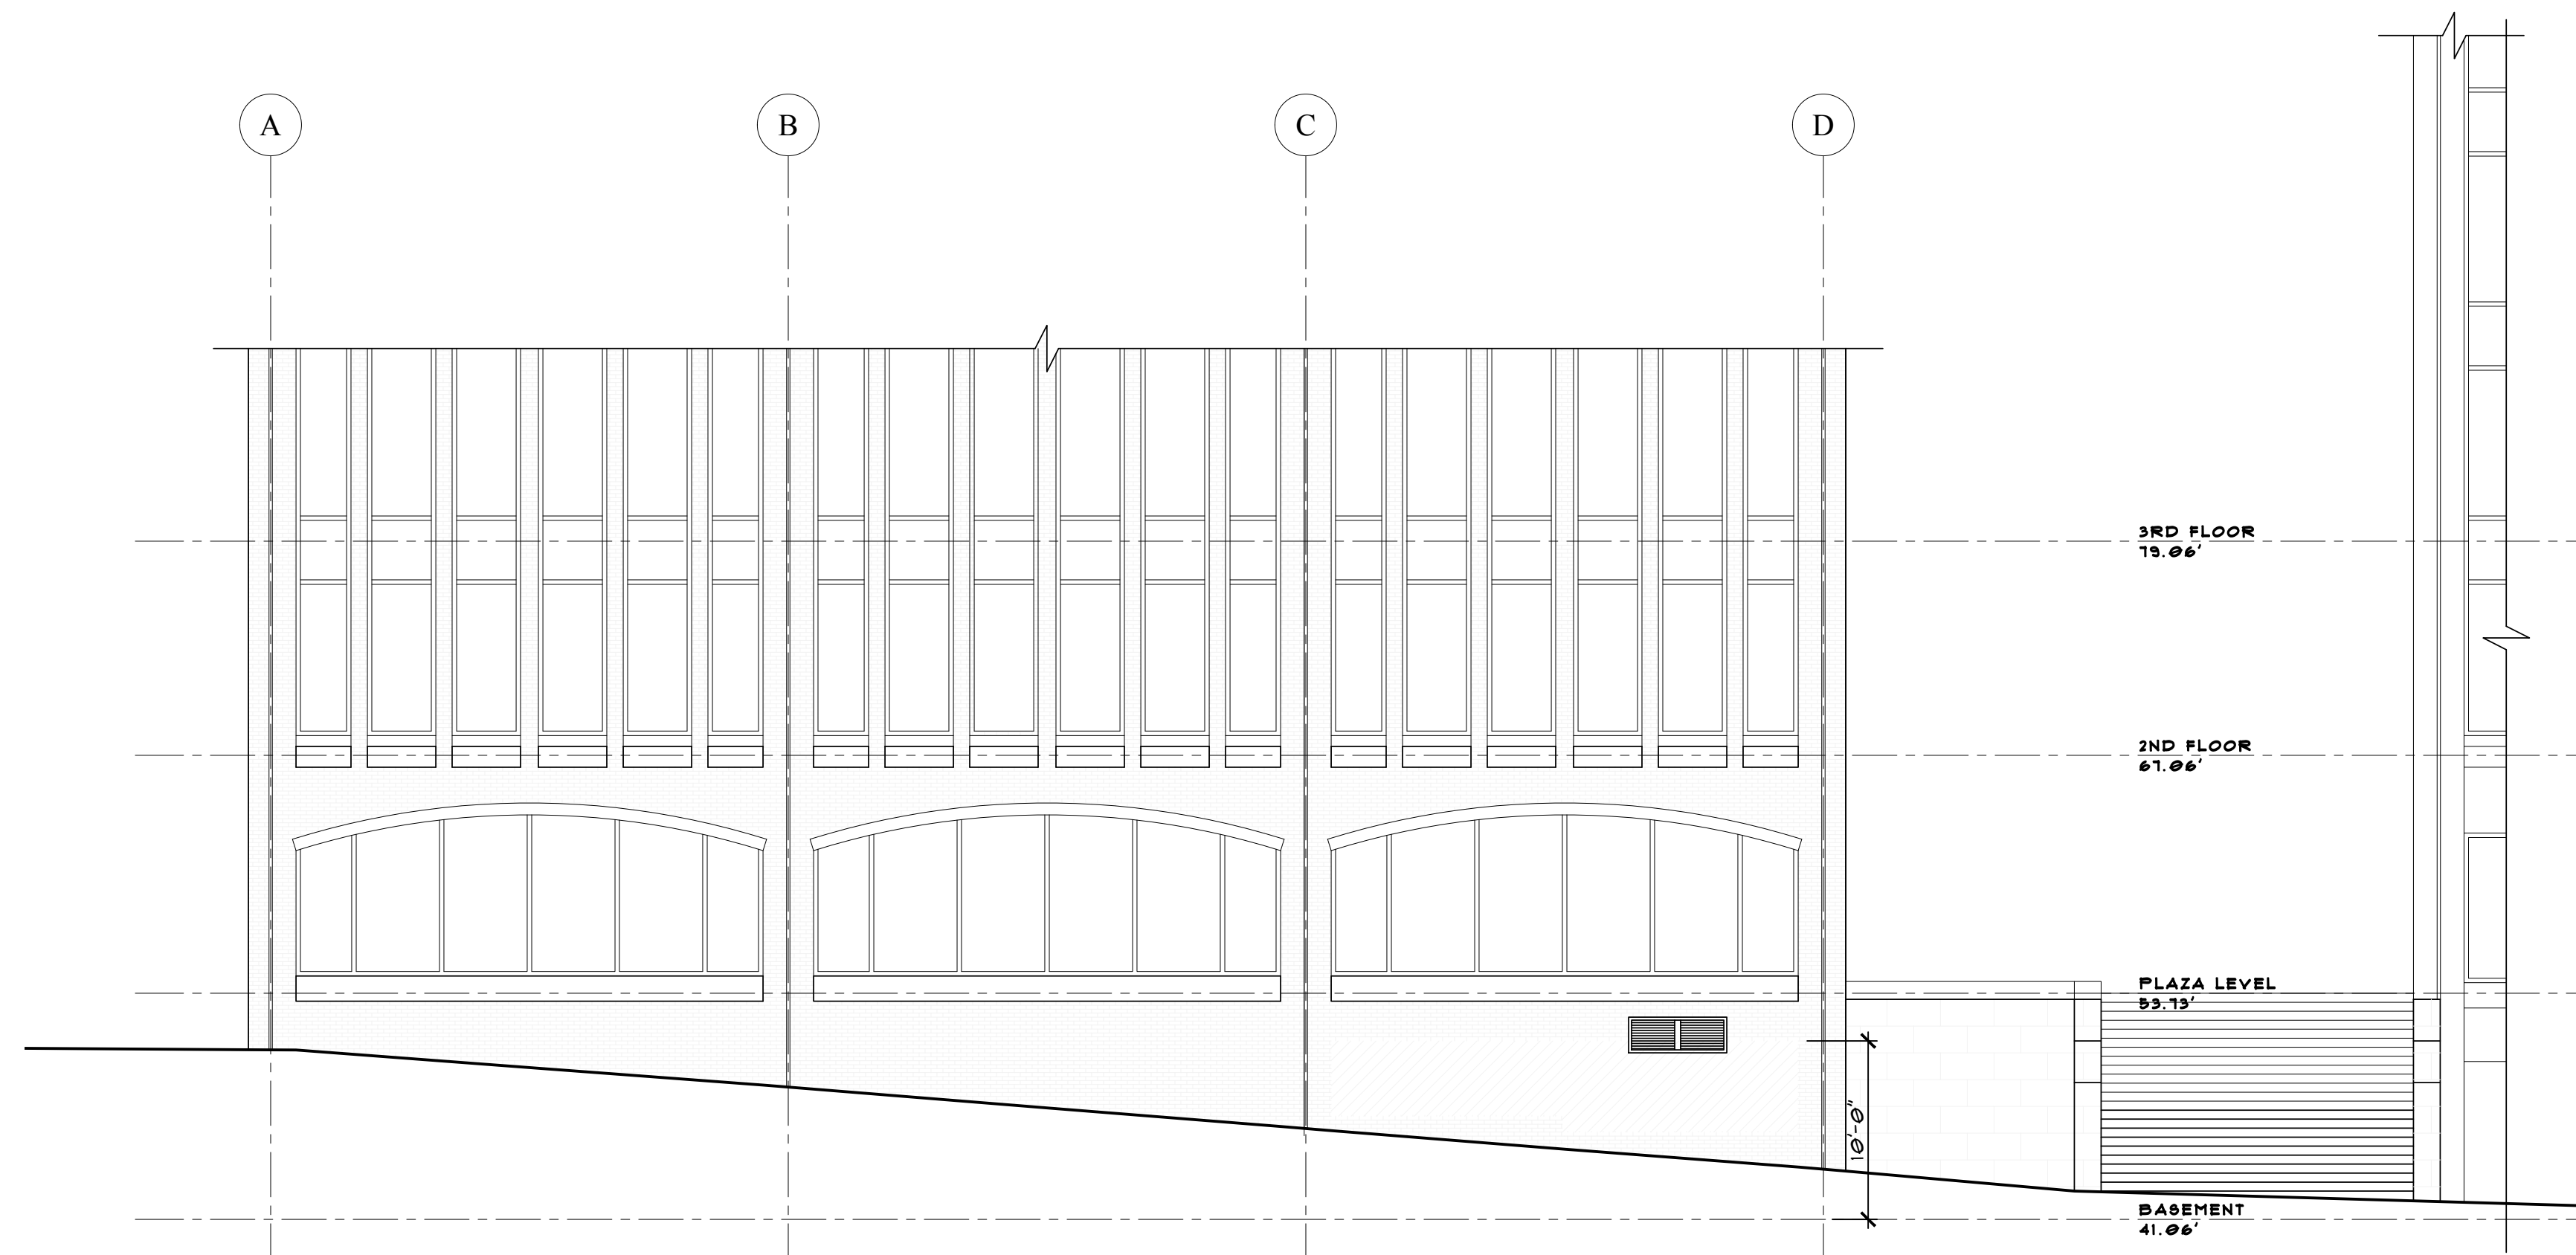 A
B
C
D
3RD FLOOR
79.06'
2ND FLOOR
67.06'
PLAZA LEVEL
53.73'
10'-0"
BASEMENT
41.06'